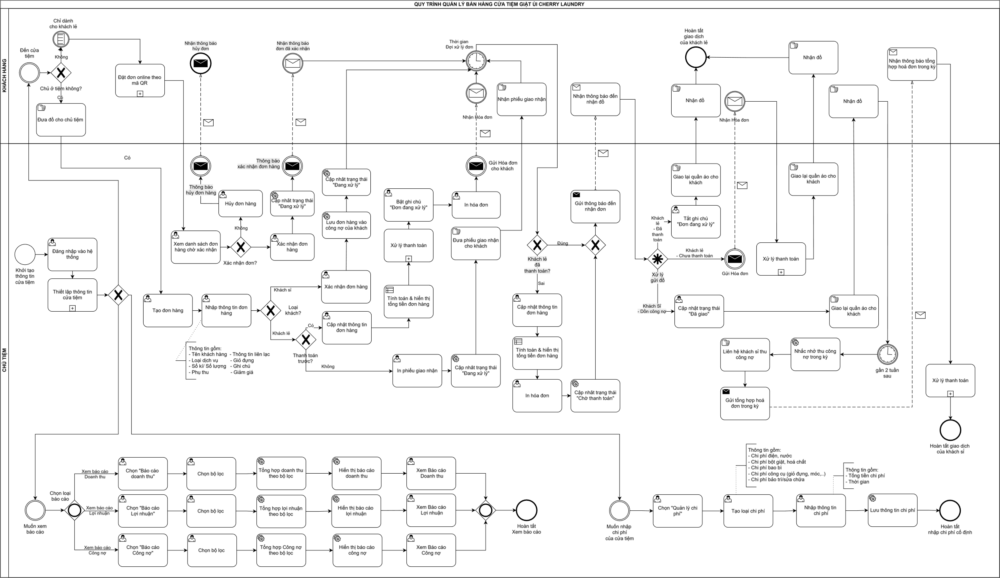 QUY TRÌNH QUẢN LÝ BÁN HÀNG CỬA TIỆM GIẶT ỦI CHERRY LAUNDRY
KHÁCH HÀNG
Chỉ dành
cho khách lẻ
Đến cửa
tiệm
Không
Chủ ở tiệm không?
Có
Đưa đồ cho chủ tiệm
Đặt đơn online theo
mã QR
Nhận thông báo
hủy đơn
Nhận thông báo
đơn đã xác nhận
Thời gian
Đợi xử lý đơn
Nhận Hóa đơn
Nhận phiếu giao nhận
Nhận thông báo đến
nhận đồ
Hoàn tất
giao dịch
của khách lẻ
Nhận đồ
Nhận Hóa đơn
Nhận đồ
Nhận đồ
Nhận thông báo tổng
hợp hoá đơn trong kỳ
CHỦ TIỆM
Có
Khởi tạo
thông tin
cửa tiệm
Đăng nhập vào hệ
thống
Thiết lập thông tin
cửa tiệm
Thông báo
hủy đơn hàng
Hủy đơn hàng
Không
Xem danh sách đơn
hàng chờ xác nhận
Xác nhận đơn?
Thông báo
xác nhận đơn hàng
Cập nhât trạng thái
"Đang xử lý"
Xác nhận đơn
hàng
Tạo đơn hàng
Nhập thông tin đơn
hàng
Thông tin gồm:
- Tên khách hàng - Thông tin liên lạc
- Loại dịch vụ - Giỏ đựng
- Số kí/ Số lượng - Ghi chú
- Phụ thu - Giảm giá
Loại
khách?
Khách sỉ
Khách lẻ
Cập nhât trạng thái
"Đang xử lý"
Lưu đơn hàng vào
công nợ của khách
Xác nhận đơn hàng
Có
Thanh toán
trước?
Không
Cập nhật thông tin
đơn hàng
Bật ghi chú
"Đơn đang xử lý"
Xử lý thanh toán
Tính toán & hiển thị
tổng tiền đơn hàng
In phiếu giao nhận
Gửi Hóa đơn
cho khách
In hóa đơn
Đưa phiếu giao nhận
cho khách
Cập nhât trạng thái
"Đang xử lý"
Đúng
Khách lẻ
đã
thanh toán?
Sai
Cập nhật thông tin
đơn hàng
Tính toán & hiển thị
tổng tiền đơn hàng
In hóa đơn
Gửi thông báo đến
nhận đơn
Cập nhât trạng thái
"Chờ thanh toán"
Khách
lẻ
- Đã
thanh
toán
Khách lẻ
- Chưa thanh toán
Xử lý
gửi đồ
Khách Sỉ
- Dồn công nợ
Giao lại quần áo cho
khách
Tắt ghi chú
"Đơn đang xử lý"
Gửi Hóa đơn
Xử lý thanh toán
Giao lại quần áo cho
khách
Cập nhật trạng thái
"Đã giao"
Giao lại quần áo cho
khách
Liên hệ khách sỉ thu
công nợ
Nhắc nhở thu công
nợ trong kỳ
gần 2 tuần
sau
Gửi tổng hợp hoá
đơn trong kỳ
Xử lý thanh toán
Hoàn tất giao dịch
của khách sỉ
Muốn xem
báo cáo
Chọn loại
báo cáo
Xem báo cáo
Doanh thu
Chọn "Báo cáo
doanh thu"
Chọn bộ lọc
Tổng hợp doanh thu
theo bộ lọc
Hiển thị báo cáo
doanh thu
Xem Báo cáo
Doanh thu
Xem báo cáo
Lợi nhuận
Chọn "Báo cáo
Lợi nhuận"
Chọn bộ lọc
Tổng hợp lợi nhuận
theo bộ lọc
Hiển thị báo cáo
lợi nhuận
Xem Báo cáo
Lợi nhuận
Xem báo cáo
Công nợ
Chọn "Báo cáo
Công nợ"
Chọn bộ lọc
Tổng hợp Công nợ
theo bộ lọc
Hiển thị báo cáo
công nợ
Xem Báo cáo
Công nợ
Hoàn tất
Xem báo cáo
Muốn nhập
chi phí
của cửa tiệm
Chọn "Quản lý chi
phí"
Tạo loại chi phí
Thông tin gồm:
- Chi phí điện, nước
- Chi phí bột giặt, hoá chất
- Chi phí bao bì
- Chi phí công cụ (giỏ đựng, móc,..)
- Chi phí bảo trì/sửa chữa
Nhập thông tin
chi phí
Thông tin gồm:
- Tổng tiền chi phí
- Thời gian
Lưu thông tin chi phí
Hoàn tất
nhập chi phí cố định